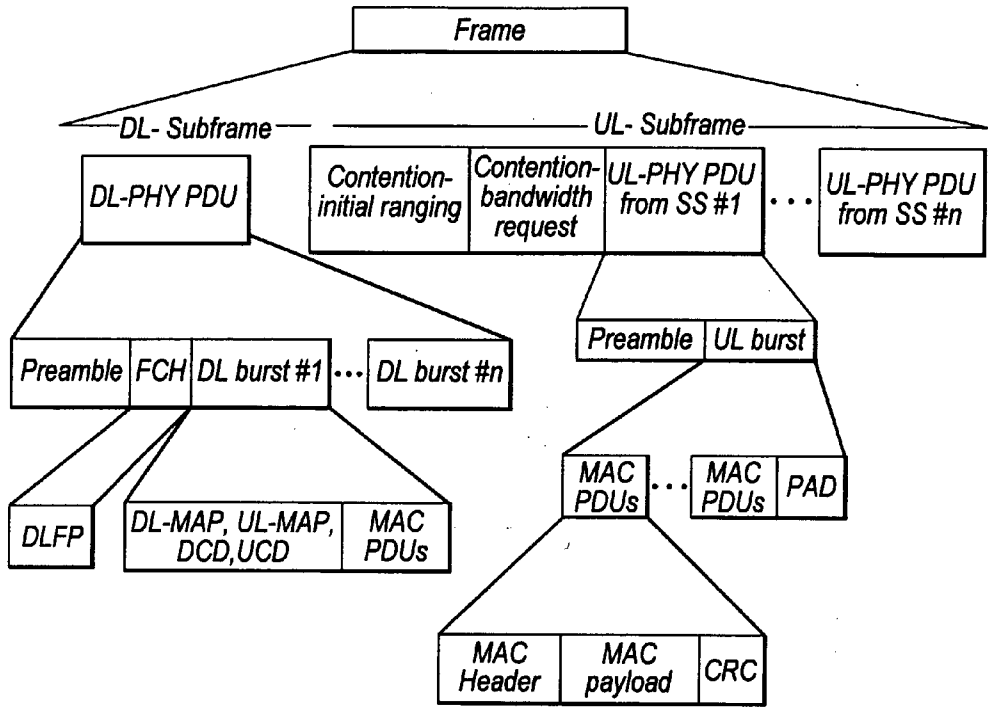 Frame
DL- Subframe
UL- Subframe
DL-PHY PDU
Contention-
initial ranging
Contention-
bandwidth
request
UL-PHY PDU
from SS #1
...
UL-PHY PDU
from SS #n
Preamble
FCH
DL burst #1
...
DL burst #n
Preamble
UL burst
DLFP
DL-MAP, UL-MAP,
DCD,UCD
MAC
PDUs
MAC
PDUs
...
MAC
PDUs
PAD
MAC
Header
MAC
payload
CRC